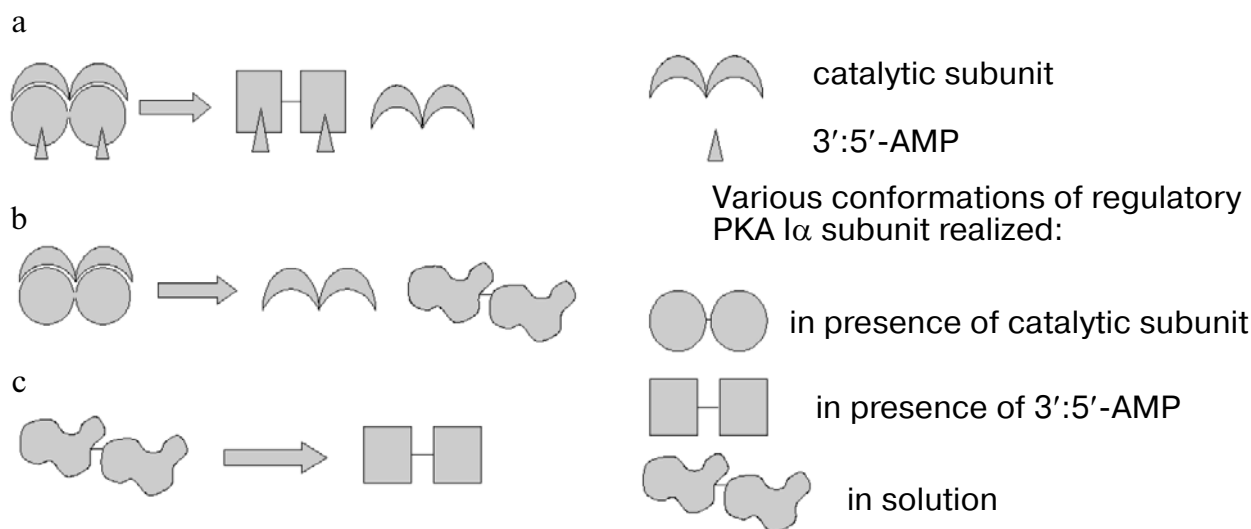 a
b
c
catalytic subunit
3′:5′-AMP
Various conformations of regulatory
PKA Iα subunit realized:
in presence of catalytic subunit
in presence of 3′:5′-AMP
in solution